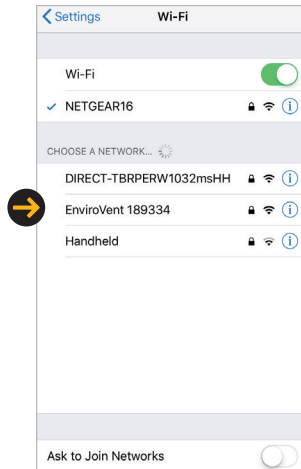 Settings Wi-Fi
Wi-Fi
NETGEAR16
CHOOSE A NETWORK...
DIRECT-TBRPERW1032msHH
EnviroVent 189334
Handheld
Ask to Join Networks